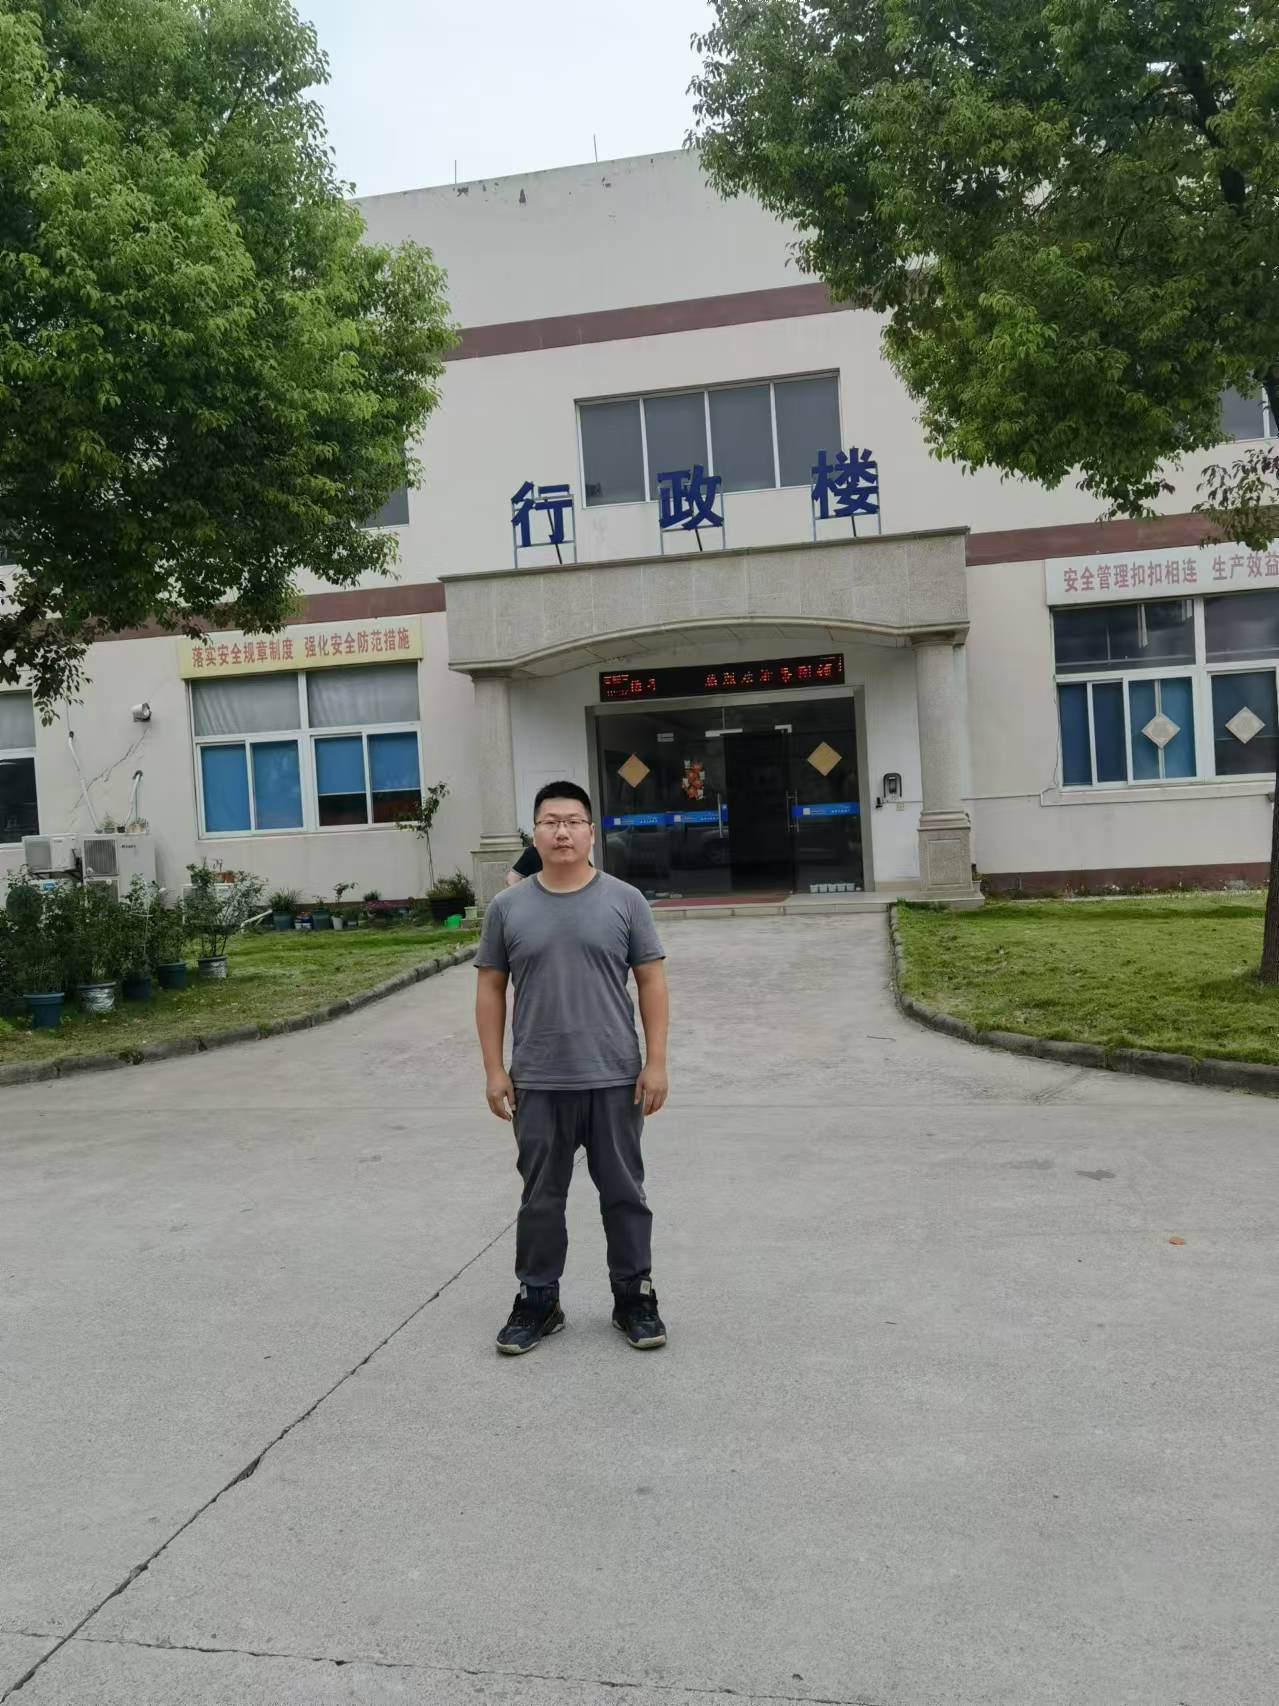 行政楼
落实安全规章制度 强化安全防范措施
安全管理扣扣相连 生产效益